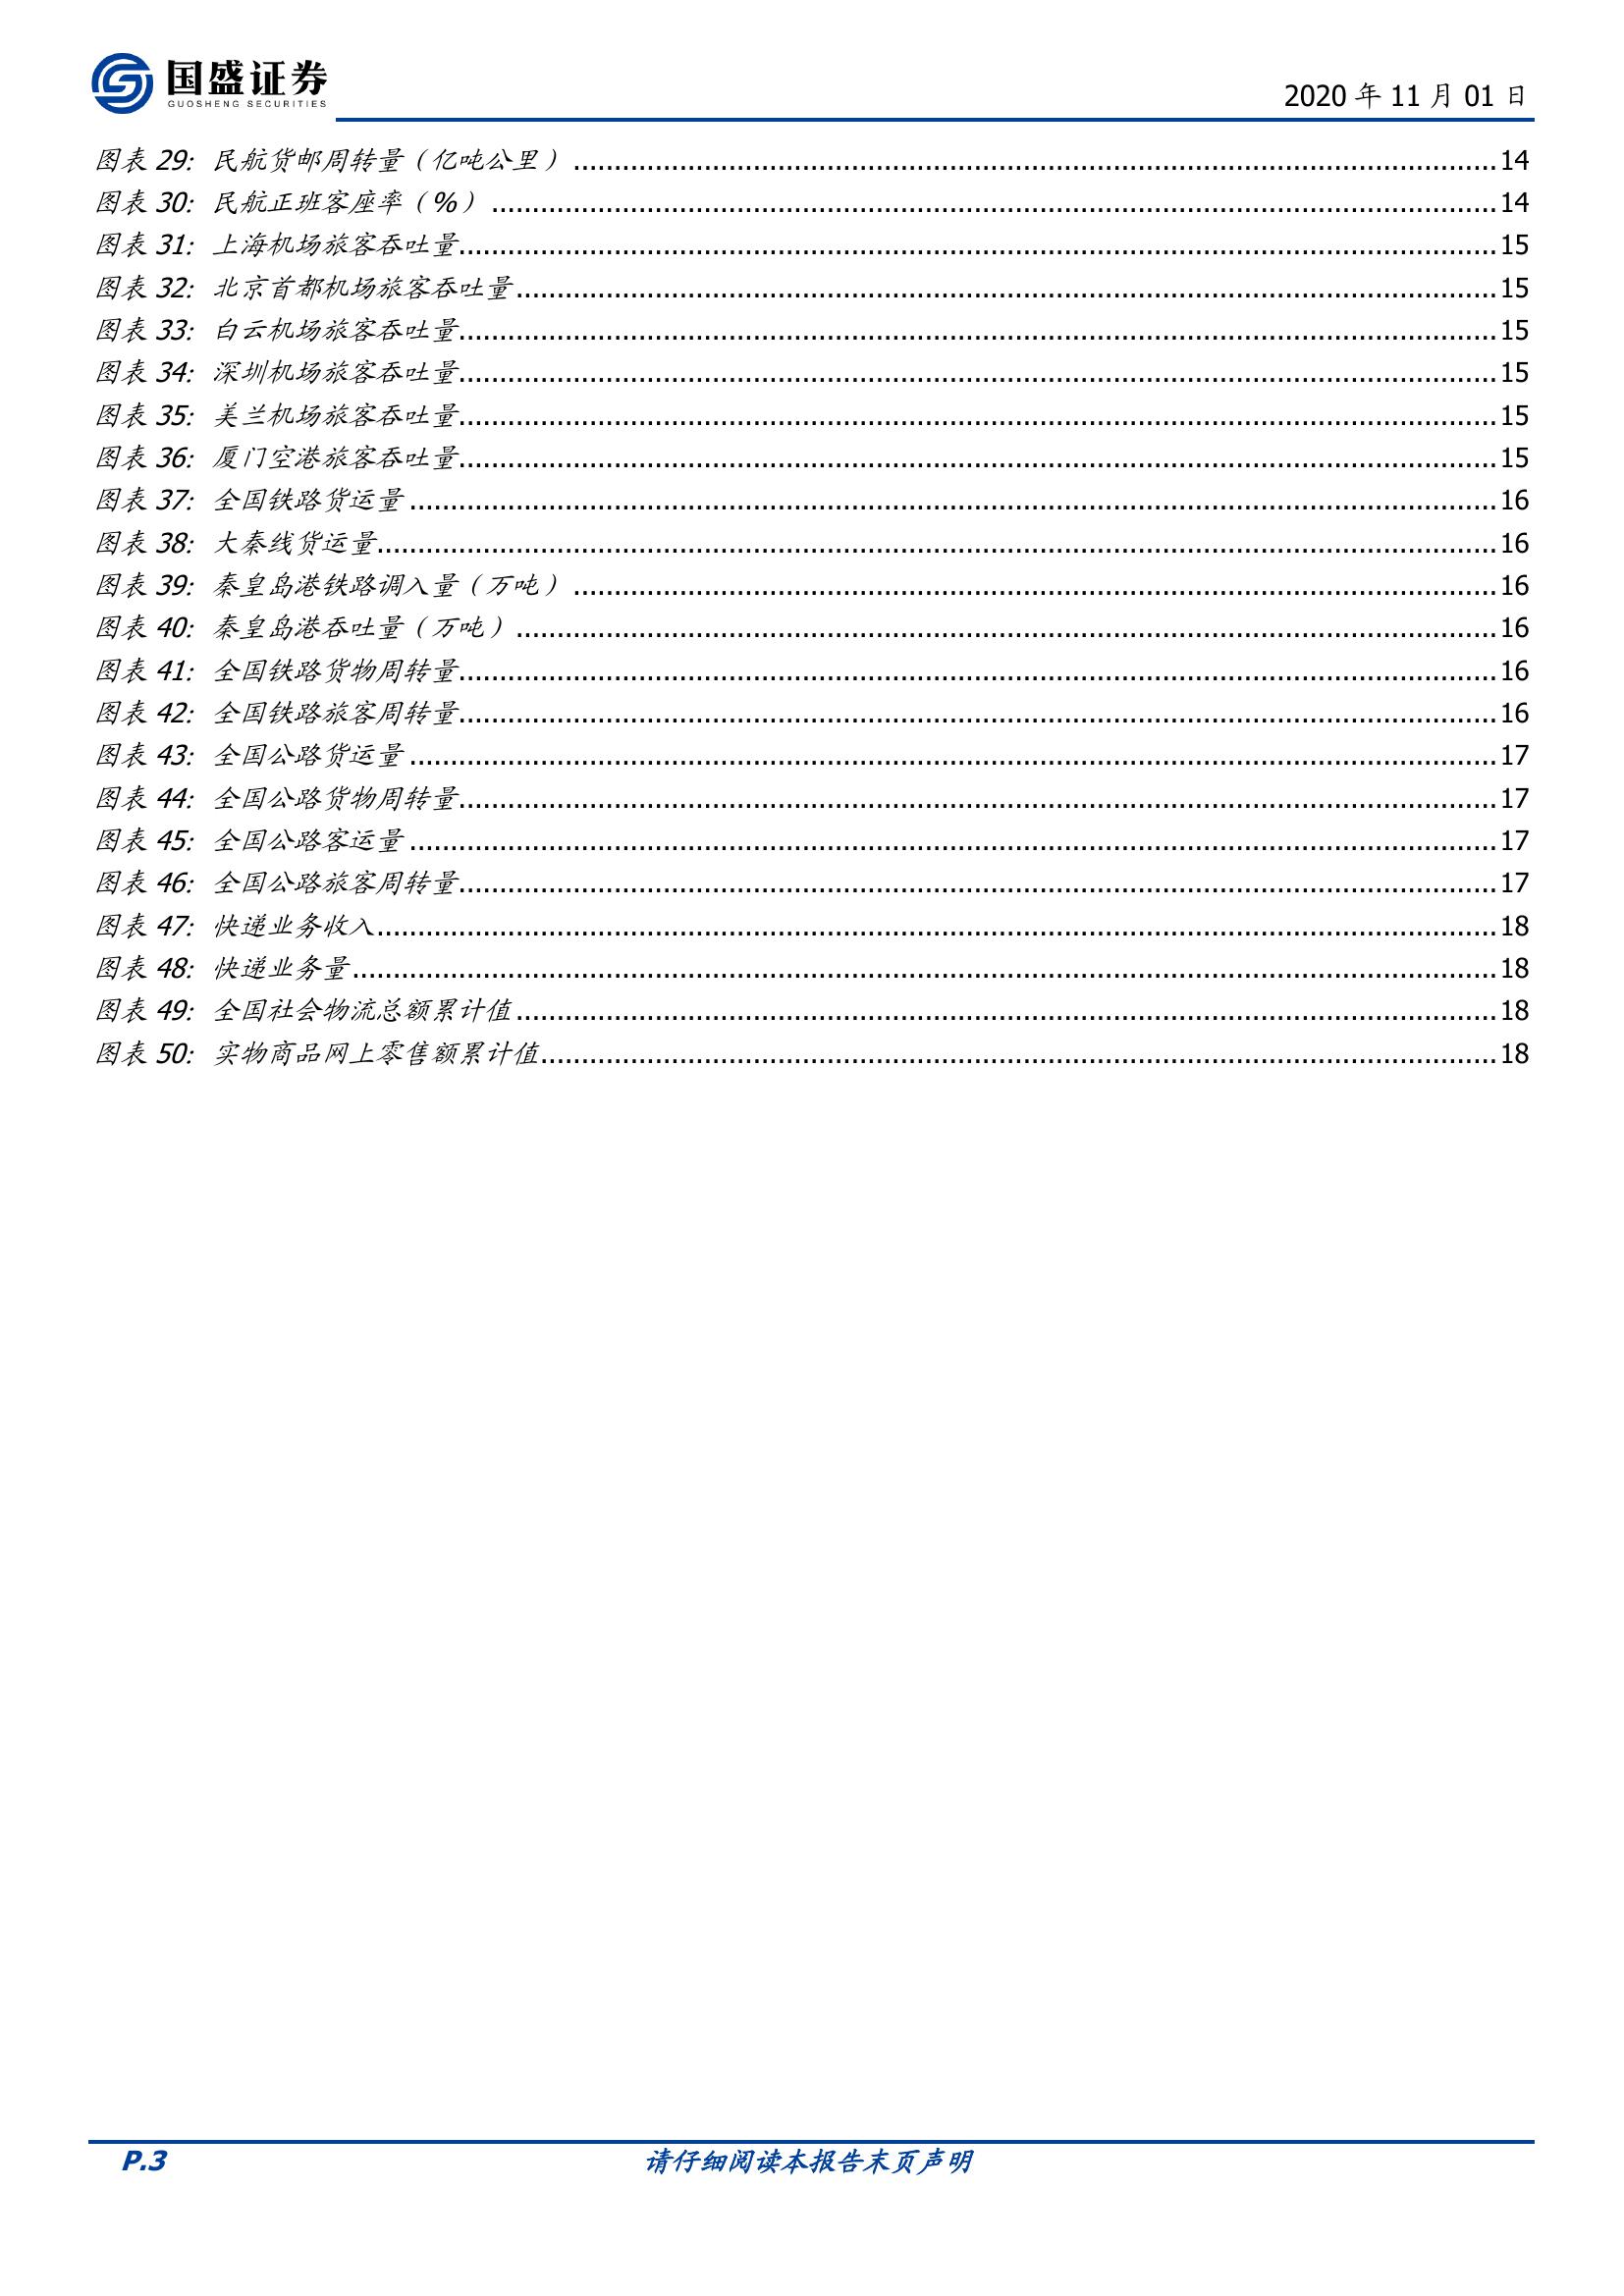 国盛证券
GUOSHENG SECURITIES
2020 年 11 月 01 日
图表 29: 民航货邮周转量（亿吨公里）....................14
图表 30: 民航正班客座率（%）....................14
图表 31: 上海机场旅客吞吐量....................15
图表 32: 北京首都机场旅客吞吐量....................15
图表 33: 白云机场旅客吞吐量....................15
图表 34: 深圳机场旅客吞吐量....................15
图表 35: 美兰机场旅客吞吐量....................15
图表 36: 厦门空港旅客吞吐量....................15
图表 37: 全国铁路货运量....................16
图表 38: 大秦线货运量....................16
图表 39: 秦皇岛港铁路调入量（万吨）....................16
图表 40: 秦皇岛港吞吐量（万吨）....................16
图表 41: 全国铁路货物周转量....................16
图表 42: 全国铁路旅客周转量....................16
图表 43: 全国公路货运量....................17
图表 44: 全国公路货物周转量....................17
图表 45: 全国公路客运量....................17
图表 46: 全国公路旅客周转量....................17
图表 47: 快递业务收入....................18
图表 48: 快递业务量....................18
图表 49: 全国社会物流总额累计值....................18
图表 50: 实物商品网上零售额累计值....................18
P.3
请仔细阅读本报告末页声明